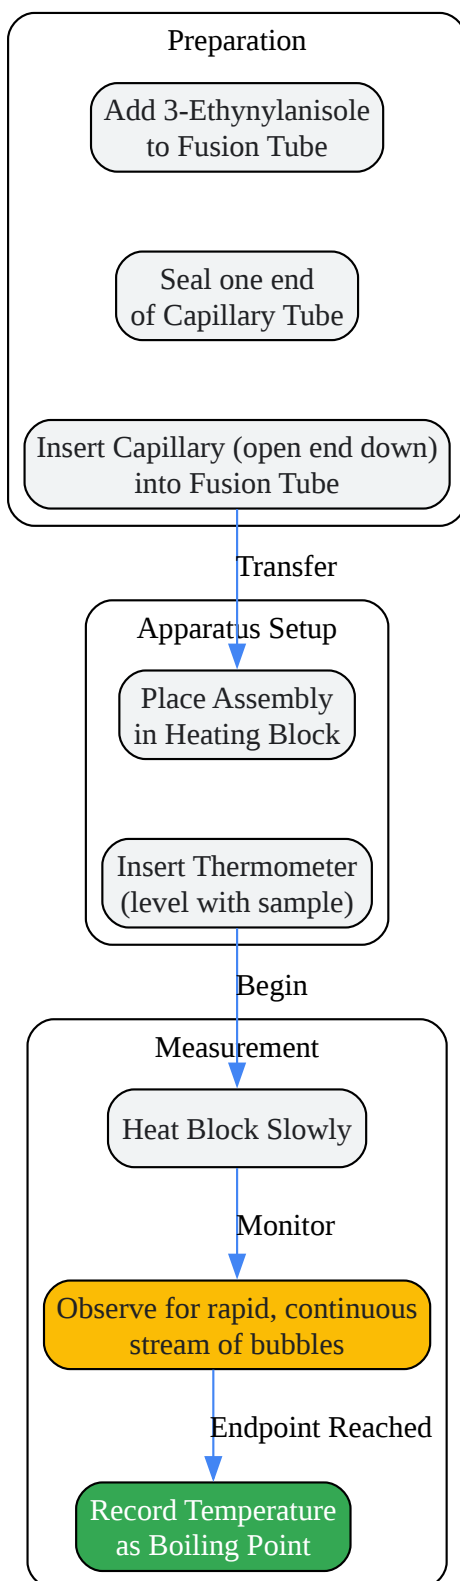 Preparation
Add 3-Ethynylanisole
to Fusion Tube
Seal one end
of Capillary Tube
Insert Capillary (open end down)
into Fusion Tube
Transfer
Apparatus Setup
Place Assembly
in Heating Block
Insert Thermometer
(level with sample)
Begin
Measurement
Heat Block Slowly
Monitor
Observe for rapid, continuous
stream of bubbles
Endpoint Reached
Record Temperature
as Boiling Point